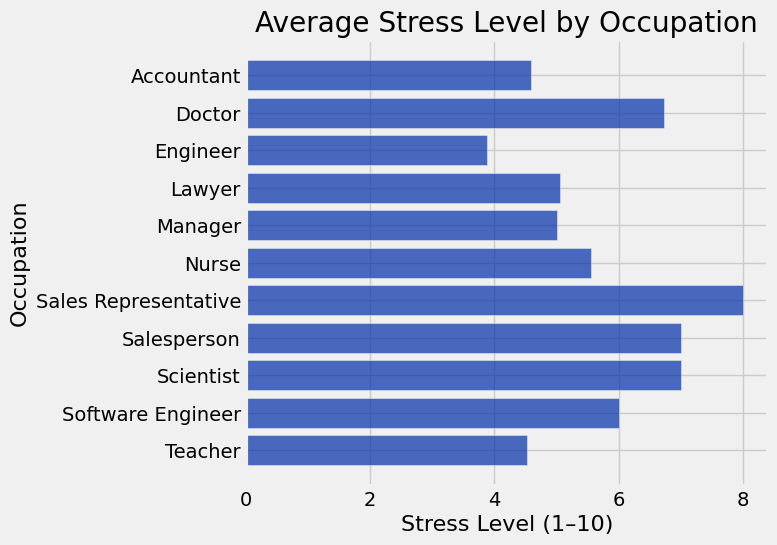 Average Stress Level by Occupation
Occupation
Accountant
Doctor
Engineer
Lawyer
Manager
Nurse
Sales Representative
Salesperson
Scientist
Software Engineer
Teacher
0 2 4 6 8
Stress Level (1–10)